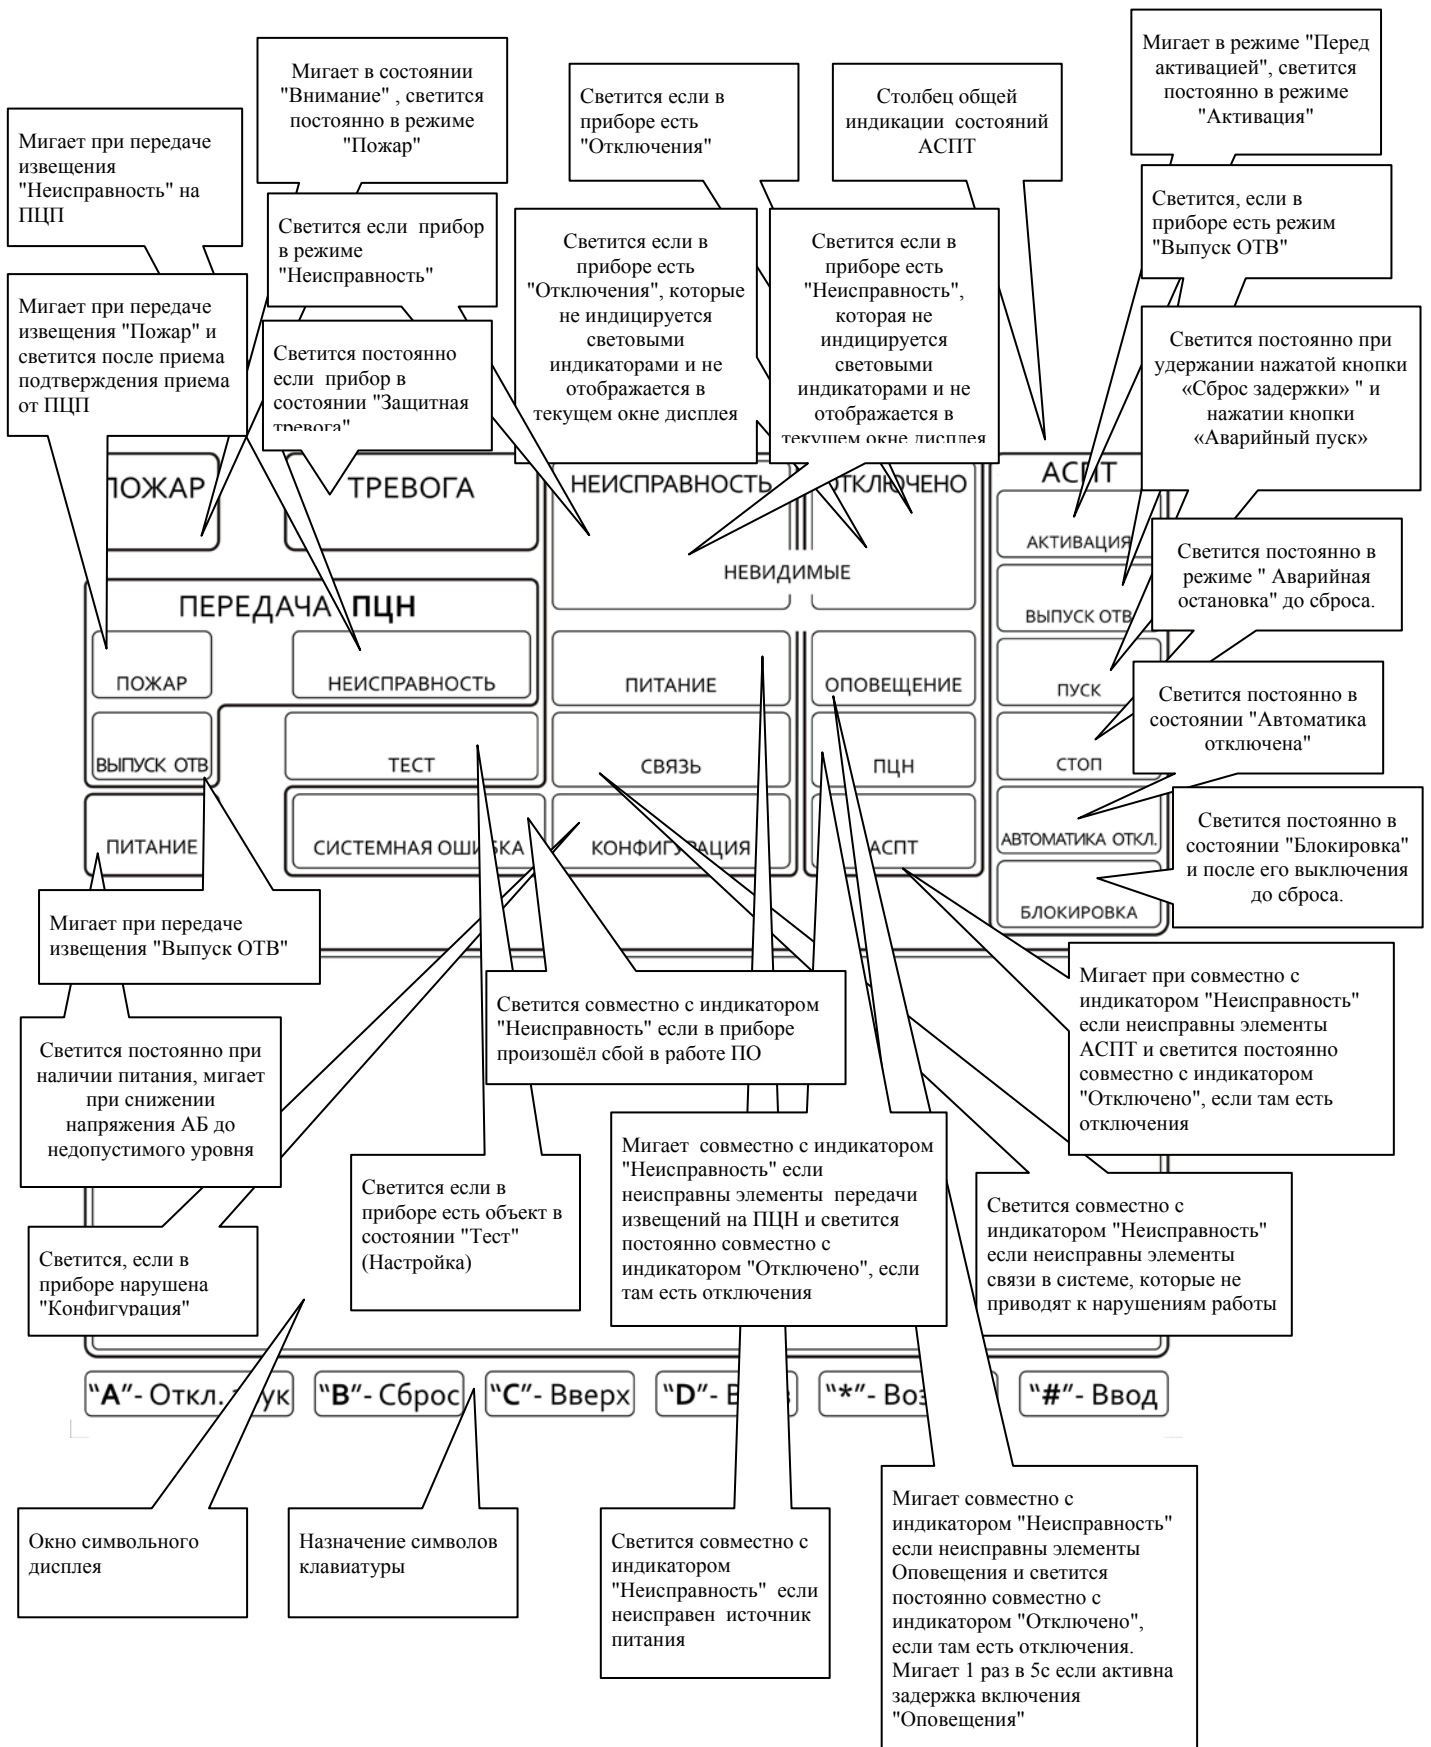 Мигает в режиме "Перед
активацией", светится
постоянно в режиме
"Активация"
Мигает в состоянии
"Внимание" , светится
постоянно в режиме
"Пожар"
Светится если в
приборе есть
"Отключения"
Столбец общей
индикации состояний
АСПТ
Мигает при передаче
извещения
"Неисправность" на
ПЦП
Светится, если в
приборе есть режим
"Выпуск ОТВ"
Светится если прибор
в режиме
"Неисправность"
Светится если в
приборе есть
"Отключения", которые
не индицируется
световыми
индикаторами и не
отображается в
текущем окне дисплея
Светится если в
приборе есть
"Неисправность",
которая не
индицируется
световыми
индикаторами и не
отображается в
текущем окне дисплея
Мигает при передаче
извещения "Пожар" и
светится после приема
подтверждения приема
от ПЦП
Светится постоянно
если прибор в
состоянии "Защитная
тревога"
Светится постоянно при
удержании нажатой кнопки
«Сброс задержки» " и
нажатии кнопки
«Аварийный пуск»
ПОЖАР
ТРЕВОГА
НЕИСПРАВНОСТЬ
ОТКЛЮЧЕНО
НЕВИДИМЫЕ
АСПТ
АКТИВАЦИЯ
ВЫПУСК ОТВ
ПУСК
СТОП
АВТОМАТИКА ОТКЛ.
БЛОКИРОВКА
Светится постоянно в
режиме " Аварийная
остановка" до сброса.
Светится постоянно в
состоянии "Автоматика
отключена"
Светится постоянно в
состоянии "Блокировка"
и после его выключения
до сброса.
ПЕРЕДАЧА ПЦН
ПОЖАР
НЕИСПРАВНОСТЬ
ПИТАНИЕ
ОПОВЕЩЕНИЕ
ВЫПУСК ОТВ
ТЕСТ
СВЯЗЬ
ПЦН
ПИТАНИЕ
СИСТЕМНАЯ ОШИБКА
КОНФИГУРАЦИЯ
АСПТ
Мигает при передаче
извещения "Выпуск ОТВ"
Светится совместно с индикатором
"Неисправность" если в приборе
произошёл сбой в работе ПО
Мигает при совместно с
индикатором "Неисправность"
если неисправны элементы
АСПТ и светится постоянно
совместно с индикатором
"Отключено", если там есть
отключения
Светится постоянно при
наличии питания, мигает
при снижении
напряжения АБ до
недопустимого уровня
Мигает совместно с индикатором
"Неисправность" если
неисправны элементы передачи
извещений на ПЦН и светится
постоянно совместно с
индикатором "Отключено", если
там есть отключения
Светится если в
приборе есть объект в
состоянии "Тест"
(Настройка)
Светится совместно с
индикатором "Неисправность"
если неисправны элементы
связи в системе, которые не
приводят к нарушениям работы
Светится, если в
приборе нарушена
"Конфигурация"
"A"- Откл.
"B"- Сброс
"C"- Вверх
"D"-
"*"-
"#"- Ввод
Окно символьного
дисплея
Назначение символов
клавиатуры
Светится совместно с
индикатором
"Неисправность" если
неисправен источник
питания
Мигает совместно с
индикатором "Неисправность"
если неисправны элементы
Оповещения и светится
постоянно совместно с
индикатором "Отключено",
если там есть отключения.
Мигает 1 раз в 5с если активна
задержка включения
"Оповещения"